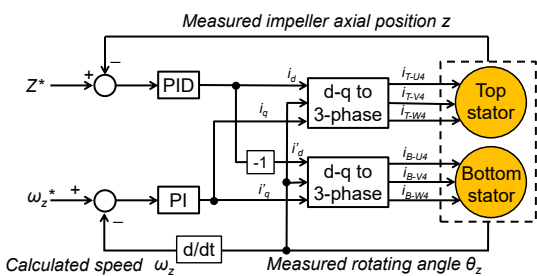 Measured impeller axial position z
Z* + − PID i_d d-q to 3-phase i_T-U4 i_T-V4 i_T-W4 Top stator
i_q
-1 i'_d d-q to 3-phase i_B-U4 i_B-V4 i_B-W4 Bottom stator
ω_z* + − PI i'_q
Calculated speed ω_z d/dt Measured rotating angle θ_z